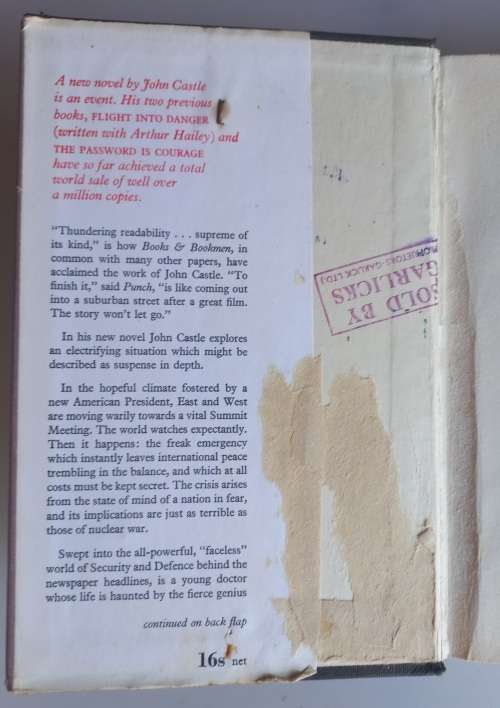 A new novel by John Castle
is an event. His two previous
books, FLIGHT INTO DANGER
(written with Arthur Hailey) and
THE PASSWORD IS COURAGE
have so far achieved a total
world sale of well over
a million copies.
“Thundering readability . . . supreme of
its kind,” is how Books & Bookmen, in
common with many other papers, have
acclaimed the work of John Castle. “To
finish it,” said Punch, “is like coming out
into a suburban street after a great film.
The story won’t let go.”
In his new novel John Castle explores
an electrifying situation which might be
described as suspense in depth.
In the hopeful climate fostered by a
new American President, East and West
are moving warily towards a vital Summit
Meeting. The world watches expectantly.
Then it happens: the freak emergency
which instantly leaves international peace
trembling in the balance, and which at all
costs must be kept secret. The crisis arises
from the state of mind of a nation in fear,
and its implications are just as terrible as
those of nuclear war.
Swept into the all-powerful, “faceless”
world of Security and Defence behind the
newspaper headlines, is a young doctor
whose life is haunted by the fierce genius
continued on back flap
16s net
SOLD BY
GARLICKS